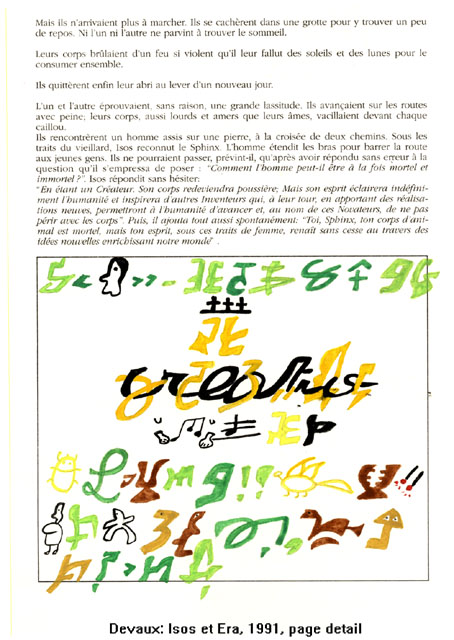 Mais ils n'arrivaient plus à marcher. Ils se cachèrent dans une grotte pour y trouver un peu
de repos. Ni l'un ni l'autre ne parvint à trouver le sommeil.
Leurs corps brûlaient d'un feu si violent qu'il leur fallut des soleils et des lunes pour le
consumer ensemble.
Ils quittèrent enfin leur abri au lever d'un nouveau jour.
L'un et l'autre éprouvaient, sans raison, une grande lassitude. Ils avançaient sur les routes
avec peine; leurs corps, aussi lourds et amers que leurs âmes, vacillaient devant chaque
caillou.
Ils rencontrèrent un homme assis sur une pierre, à la croisée de deux chemins. Sous les
traits du vieillard, Isos reconnut le Sphinx. L'homme étendit les bras pour barrer la route
aux jeunes gens. Ils ne pourraient passer, prévint-il, qu'après avoir répondu sans erreur à la
question qu'il s'empressa de poser : "Comment l'homme peut-il être à la fois mortel et
immortel?". Isos répondit sans hésiter:
"En étant un Créateur. Son corps redeviendra poussière; Mais son esprit éclairera indéfini-
ment l'humanité et inspirera d'autres Inventeurs qui, à leur tour, en apportant des réalisa-
tions neuves, permettront à l'humanité d'avancer et, au nom de ces Novateurs, de ne pas
périr avec les corps". Puis, il ajouta tout aussi spontanément: "Toi, Sphinx, ton corps d'ani-
mal est mortel, mais ton esprit, sous ces traits de femme, renaît sans cesse au travers des
idées nouvelles enrichissant notre monde" .
Devaux: Isos et Era, 1991, page detail